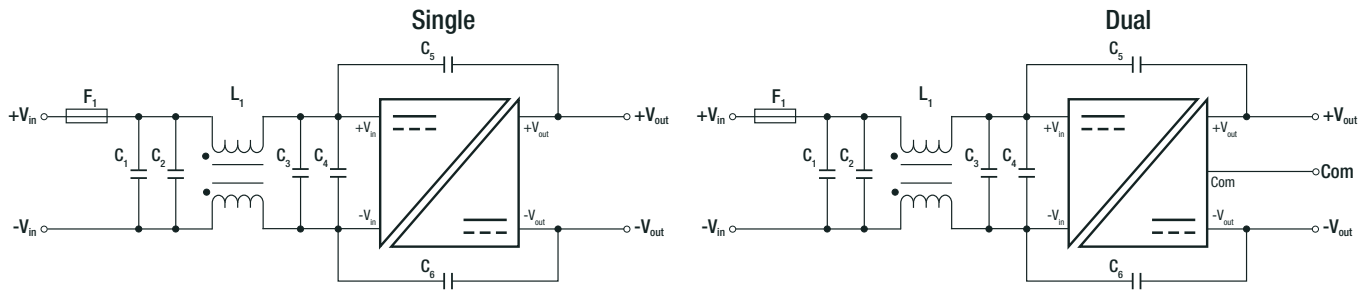 Single
C5
F1
L1
+Vin
+Vout
+Vin
+Vout
C1
C2
C3
C4
-Vin
-Vout
-Vin
-Vout
C6
Dual
C5
F1
L1
+Vin
+Vout
+Vin
+Vout
C1
C2
C3
C4
Com
Com
-Vin
-Vout
-Vin
-Vout
C6